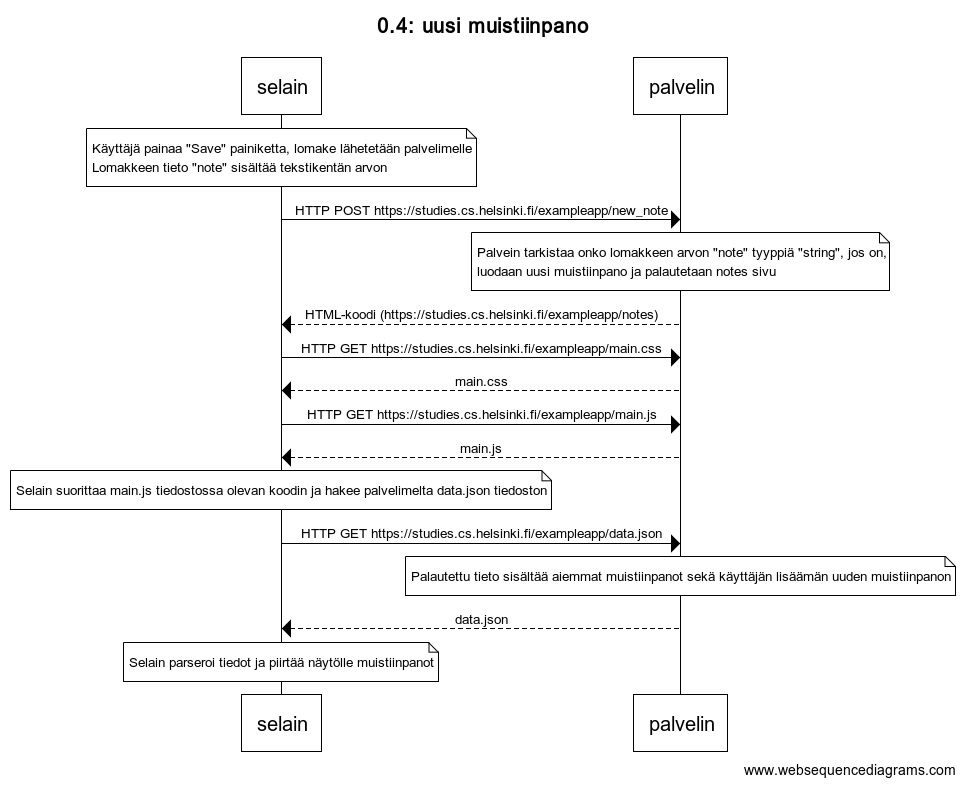 0.4: uusi muistiinpano
selain
palvelin
Käyttäjä painaa "Save" painiketta, lomake lähetetään palvelimelle
Lomakkeen tieto "note" sisältää tekstikentän arvon
HTTP POST https://studies.cs.helsinki.fi/exampleapp/new_note
Palvein tarkistaa onko lomakkeen arvon "note" tyyppiä "string", jos on,
luodaan uusi muistiinpano ja palautetaan notes sivu
HTML-koodi (https://studies.cs.helsinki.fi/exampleapp/notes)
HTTP GET https://studies.cs.helsinki.fi/exampleapp/main.css
main.css
HTTP GET https://studies.cs.helsinki.fi/exampleapp/main.js
main.js
Selain suorittaa main.js tiedostossa olevan koodin ja hakee palvelimelta data.json tiedoston
HTTP GET https://studies.cs.helsinki.fi/exampleapp/data.json
Palautettu tieto sisältää aiemmat muistiinpanot sekä käyttäjän lisäämän uuden muistiinpanon
data.json
Selain parseroi tiedot ja piirtää näytölle muistiinpanot
selain
palvelin
www.websequencediagrams.com